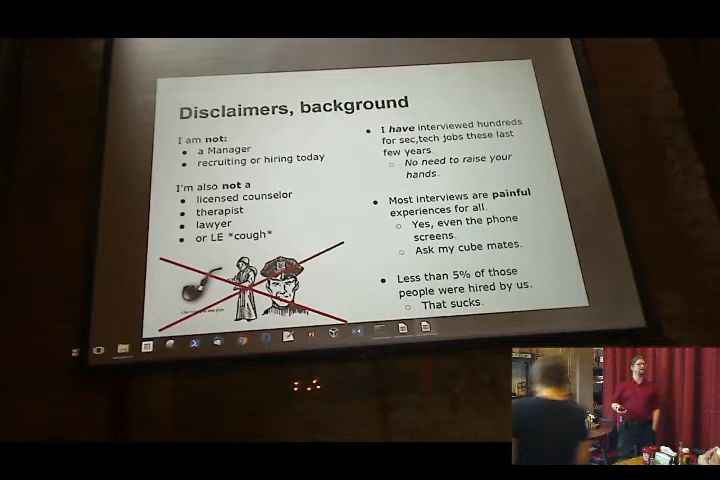 Disclaimers, background
I am not:
● a Manager
● recruiting or hiring today
I'm also not a
● licensed counselor
● therapist
● lawyer
● or LE *cough*
● I have interviewed hundreds
for sec,tech jobs these last
few years.
○ No need to raise your
hands.
● Most interviews are painful
experiences for all.
○ Yes, even the phone
screens.
○ Ask my cube mates.
● Less than 5% of those
people were hired by us.
○ That sucks.